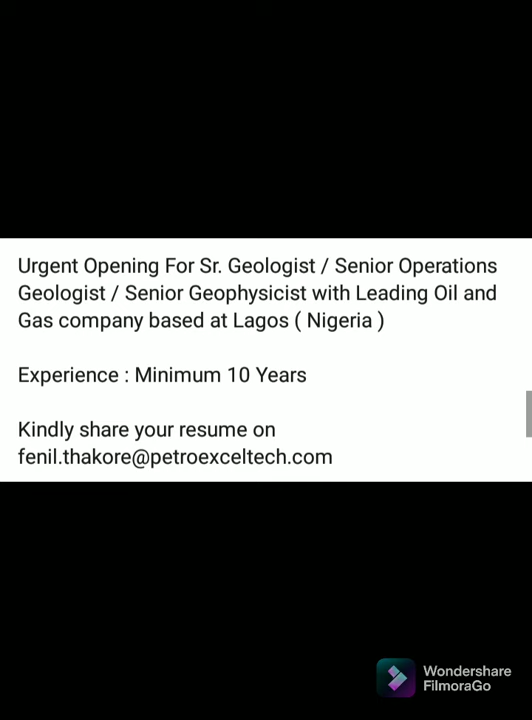 Urgent Opening For Sr. Geologist / Senior Operations
Geologist / Senior Geophysicist with Leading Oil and
Gas company based at Lagos ( Nigeria )
Experience : Minimum 10 Years
Kindly share your resume on
fenil.thakore@petroexceltech.com
Wondershare
FilmoraGo